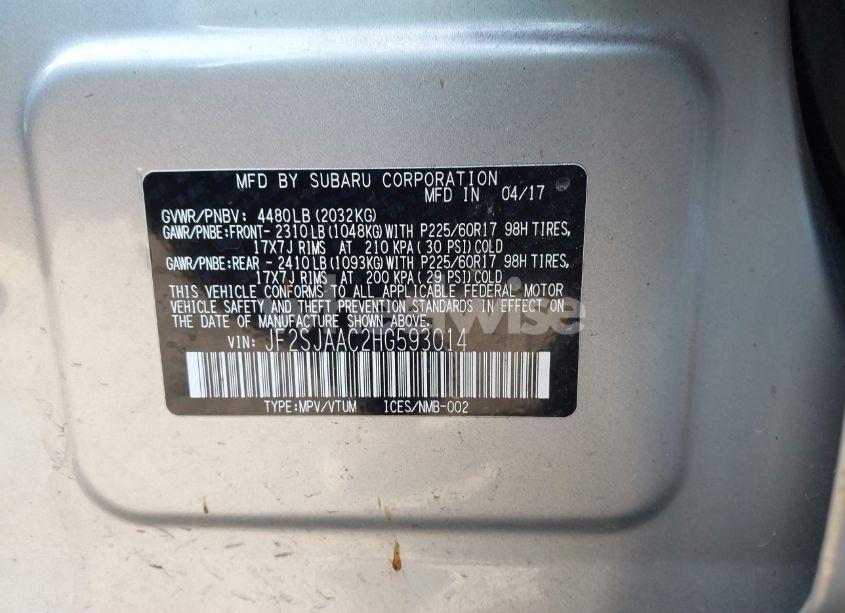 MFD BY SUBARU CORPORATION
MFD IN 04/17
GVWR/PNBV: 4480LB(2032KG)
GAWR/PNBE:FRONT- 2310LB(1048KG)WITH P225/60R17 98H TIRES,
17X7J RIMS AT 210 KPA(30 PSI)COLD
GAWR/PNBE:REAR - 2410LB(1093KG)WITH P225/60R17 98H TIRES,
17X7J RIMS AT 200 KPA(29 PSI)COLD
THIS VEHICLE CONFORMS TO ALL APPLICABLE FEDERAL MOTOR
VEHICLE SAFETY AND THEFT PREVENTION STANDARDS IN EFFECT ON
THE DATE OF MANUFACTURE SHOWN ABOVE.
VIN: JF2SJAAC2HG593014
TYPE:MPV/VTUM ICES/NMB-002